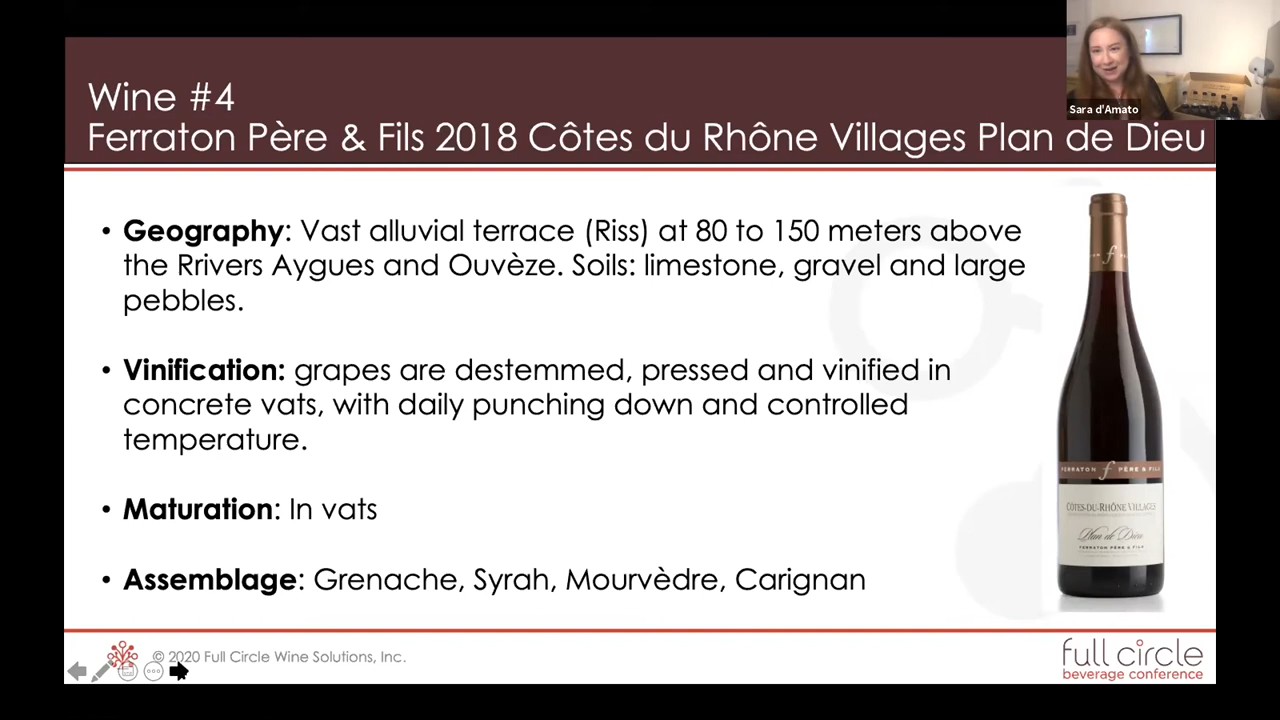 Sara d'Amato
Wine #4
Ferraton Père & Fils 2018 Côtes du Rhône Villages Plan de Dieu
• Geography: Vast alluvial terrace (Riss) at 80 to 150 meters above
the Rrivers Aygues and Ouvèze. Soils: limestone, gravel and large
pebbles.
• Vinification: grapes are destemmed, pressed and vinified in
concrete vats, with daily punching down and controlled
temperature.
• Maturation: In vats
• Assemblage: Grenache, Syrah, Mourvèdre, Carignan
FERRATON f PÈRE & FILS
CÔTES-DU-RHÔNE VILLAGES
Plan de Dieu
FERRATON PÈRE & FILS
© 2020 Full Circle Wine Solutions, Inc.
full circle
beverage conference